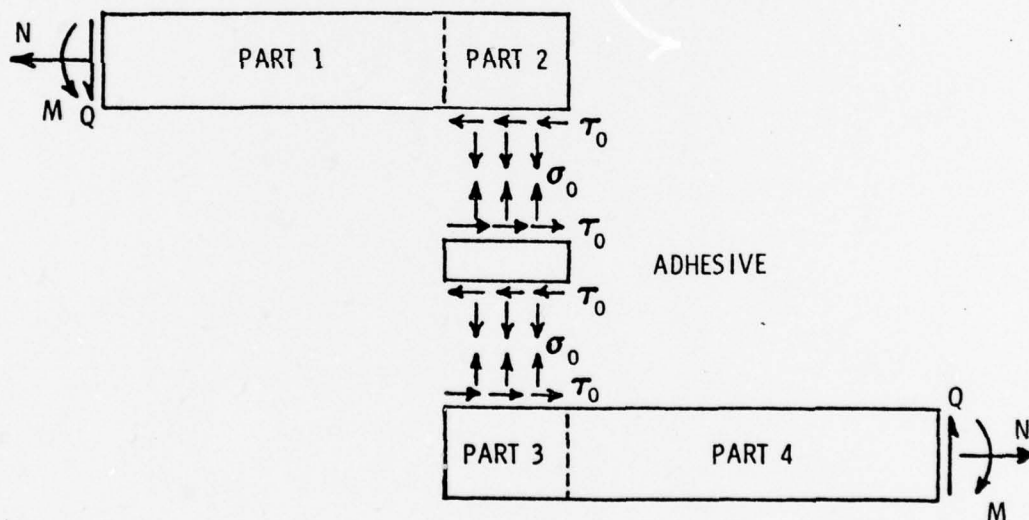 N
PART 1
PART 2
M
Q
τ₀
σ₀
τ₀
ADHESIVE
τ₀
σ₀
τ₀
Q
PART 3
PART 4
N
M